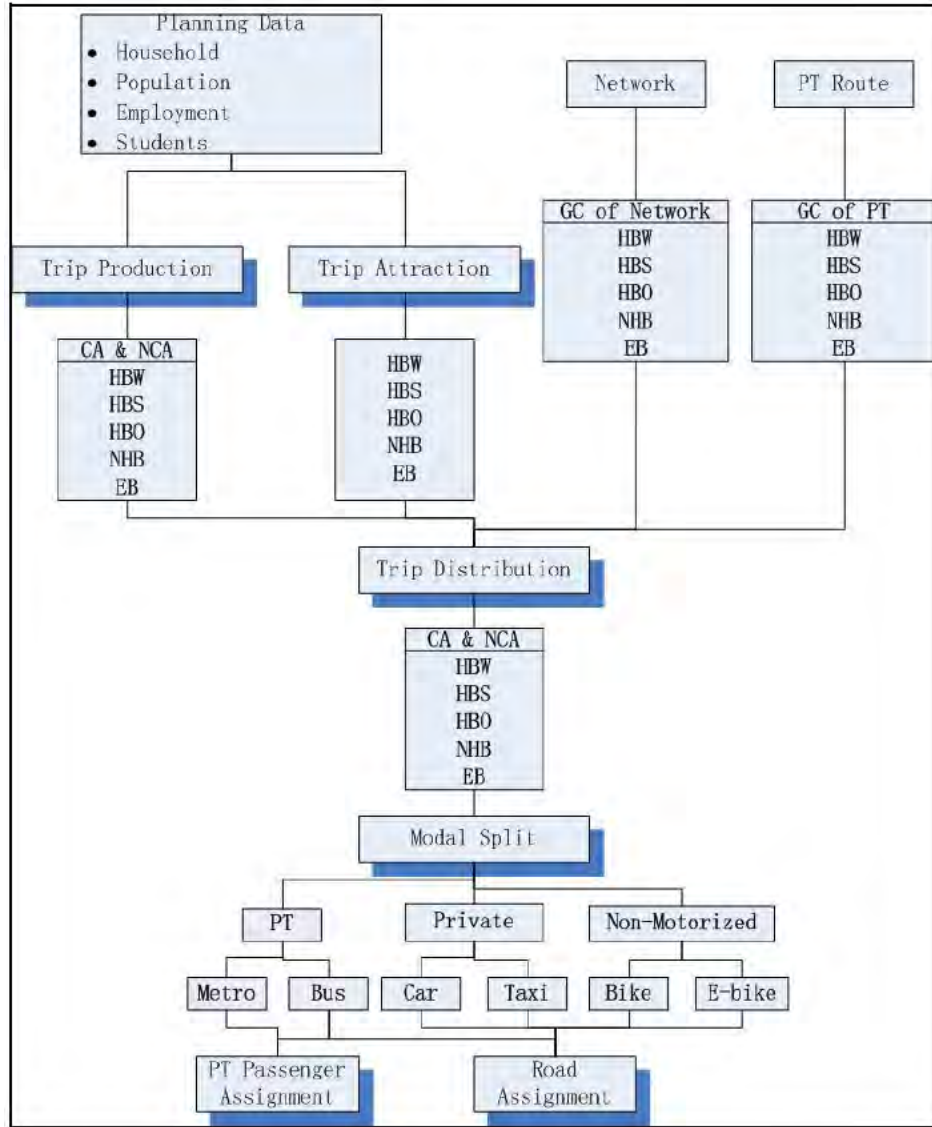 Planning Data
• Household
• Population
• Employment
• Students
Network
PT Route
Trip Production
Trip Attraction
GC of Network
HBW
HBS
HBO
NHB
EB
GC of PT
HBW
HBS
HBO
NHB
EB
CA & NCA
HBW
HBS
HBO
NHB
EB
HBW
HBS
HBO
NHB
EB
Trip Distribution
CA & NCA
HBW
HBS
HBO
NHB
EB
Modal Split
PT
Private
Non-Motorized
Metro
Bus
Car
Taxi
Bike
E-bike
PT Passenger
Assignment
Road
Assignment